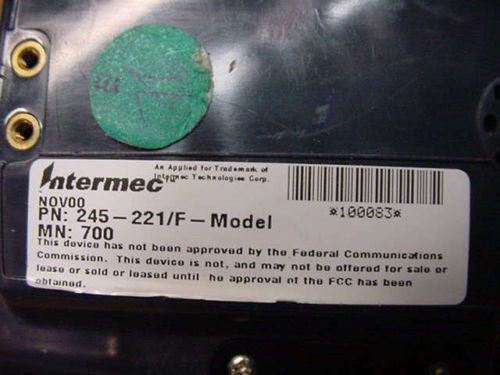 Intermec™
An Applied for Trademark of
Intermec Technologies Corp.
*100083*
NOV00
PN: 245-221/F-Model
MN: 700
This device has not been approved by the Federal Communications
Commission. This device is not, and may not be offered for sale or
lease or sold or leased until the approval of the FCC has been
obtained.